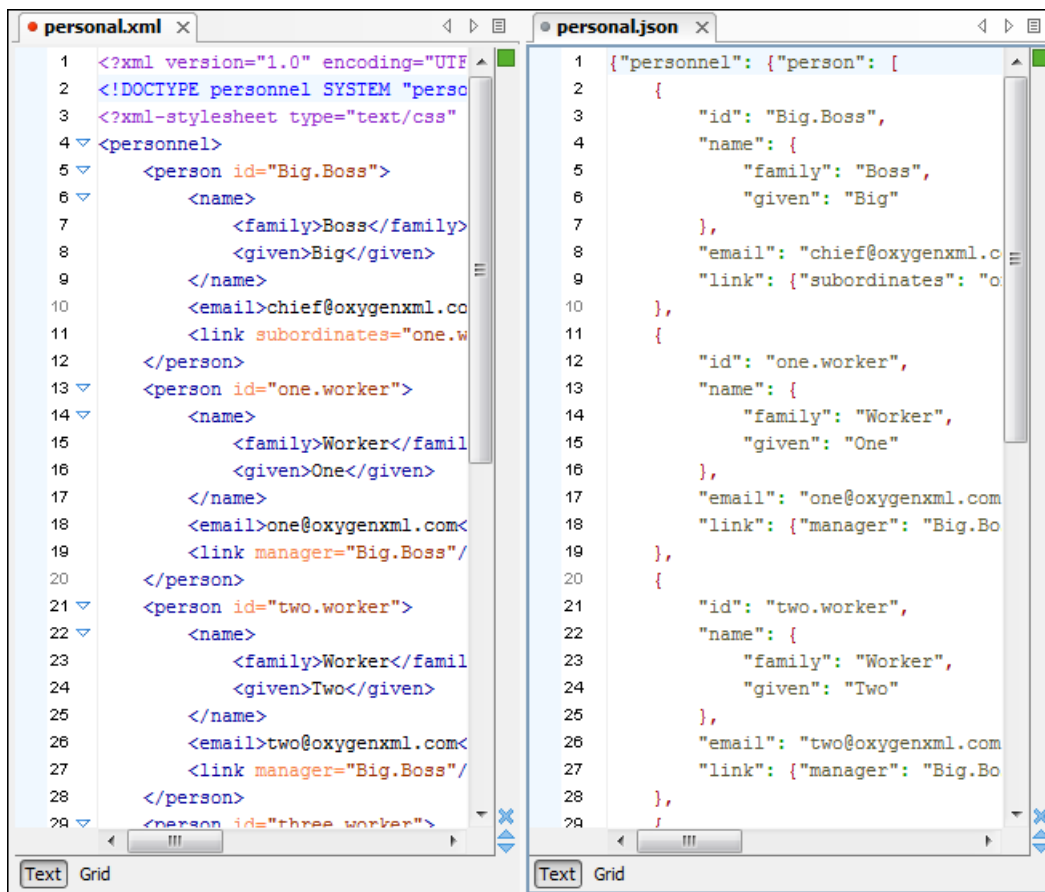 personal.xml
1 <?xml version="1.0" encoding="UTF
2 <!DOCTYPE personnel SYSTEM "perso
3 <?xml-stylesheet type="text/css"
4 <personnel>
5 <person id="Big.Boss">
6 <name>
7 <family>Boss</family>
8 <given>Big</given>
9 </name>
10 <email>chief@oxygenxml.co
11 <link subordinates="one.w
12 </person>
13 <person id="one.worker">
14 <name>
15 <family>Worker</famil
16 <given>One</given>
17 </name>
18 <email>one@oxygenxml.com<
19 <link manager="Big.Boss"/
20 </person>
21 <person id="two.worker">
22 <name>
23 <family>Worker</famil
24 <given>Two</given>
25 </name>
26 <email>two@oxygenxml.com<
27 <link manager="Big.Boss"/
28 </person>
29 <person id="three.worker">
Text Grid
personal.json
1 {"personnel": {"person": [
2 {
3 "id": "Big.Boss",
4 "name": {
5 "family": "Boss",
6 "given": "Big"
7 },
8 "email": "chief@oxygenxml.c
9 "link": {"subordinates": "o
10 },
11 {
12 "id": "one.worker",
13 "name": {
14 "family": "Worker",
15 "given": "One"
16 },
17 "email": "one@oxygenxml.com
18 "link": {"manager": "Big.Bo
19 },
20 {
21 "id": "two.worker",
22 "name": {
23 "family": "Worker",
24 "given": "Two"
25 },
26 "email": "two@oxygenxml.com
27 "link": {"manager": "Big.Bo
28 },
29 {
Text Grid